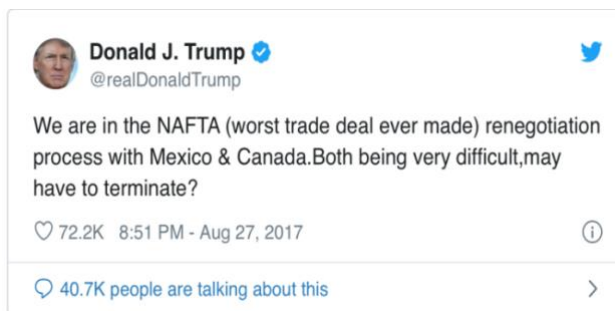 Donald J. Trump
@realDonaldTrump
We are in the NAFTA (worst trade deal ever made) renegotiation
process with Mexico & Canada.Both being very difficult,may
have to terminate?
72.2K 8:51 PM - Aug 27, 2017
40.7K people are talking about this